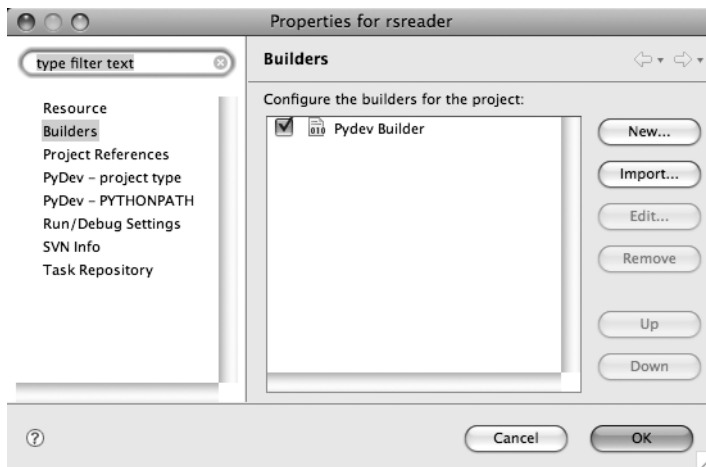 Properties for rsreader
type filter text
Resource
Builders
Project References
PyDev – project type
PyDev – PYTHONPATH
Run/Debug Settings
SVN Info
Task Repository
Builders
Configure the builders for the project:
010 Pydev Builder
New...
Import...
Edit...
Remove
Up
Down
?
Cancel
OK